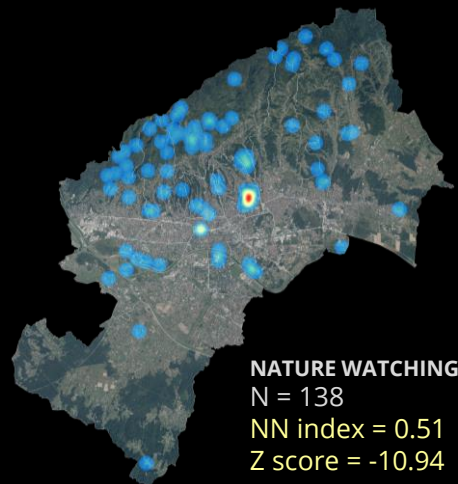 NATURE WATCHING
N = 138
NN index = 0.51
Z score = -10.94